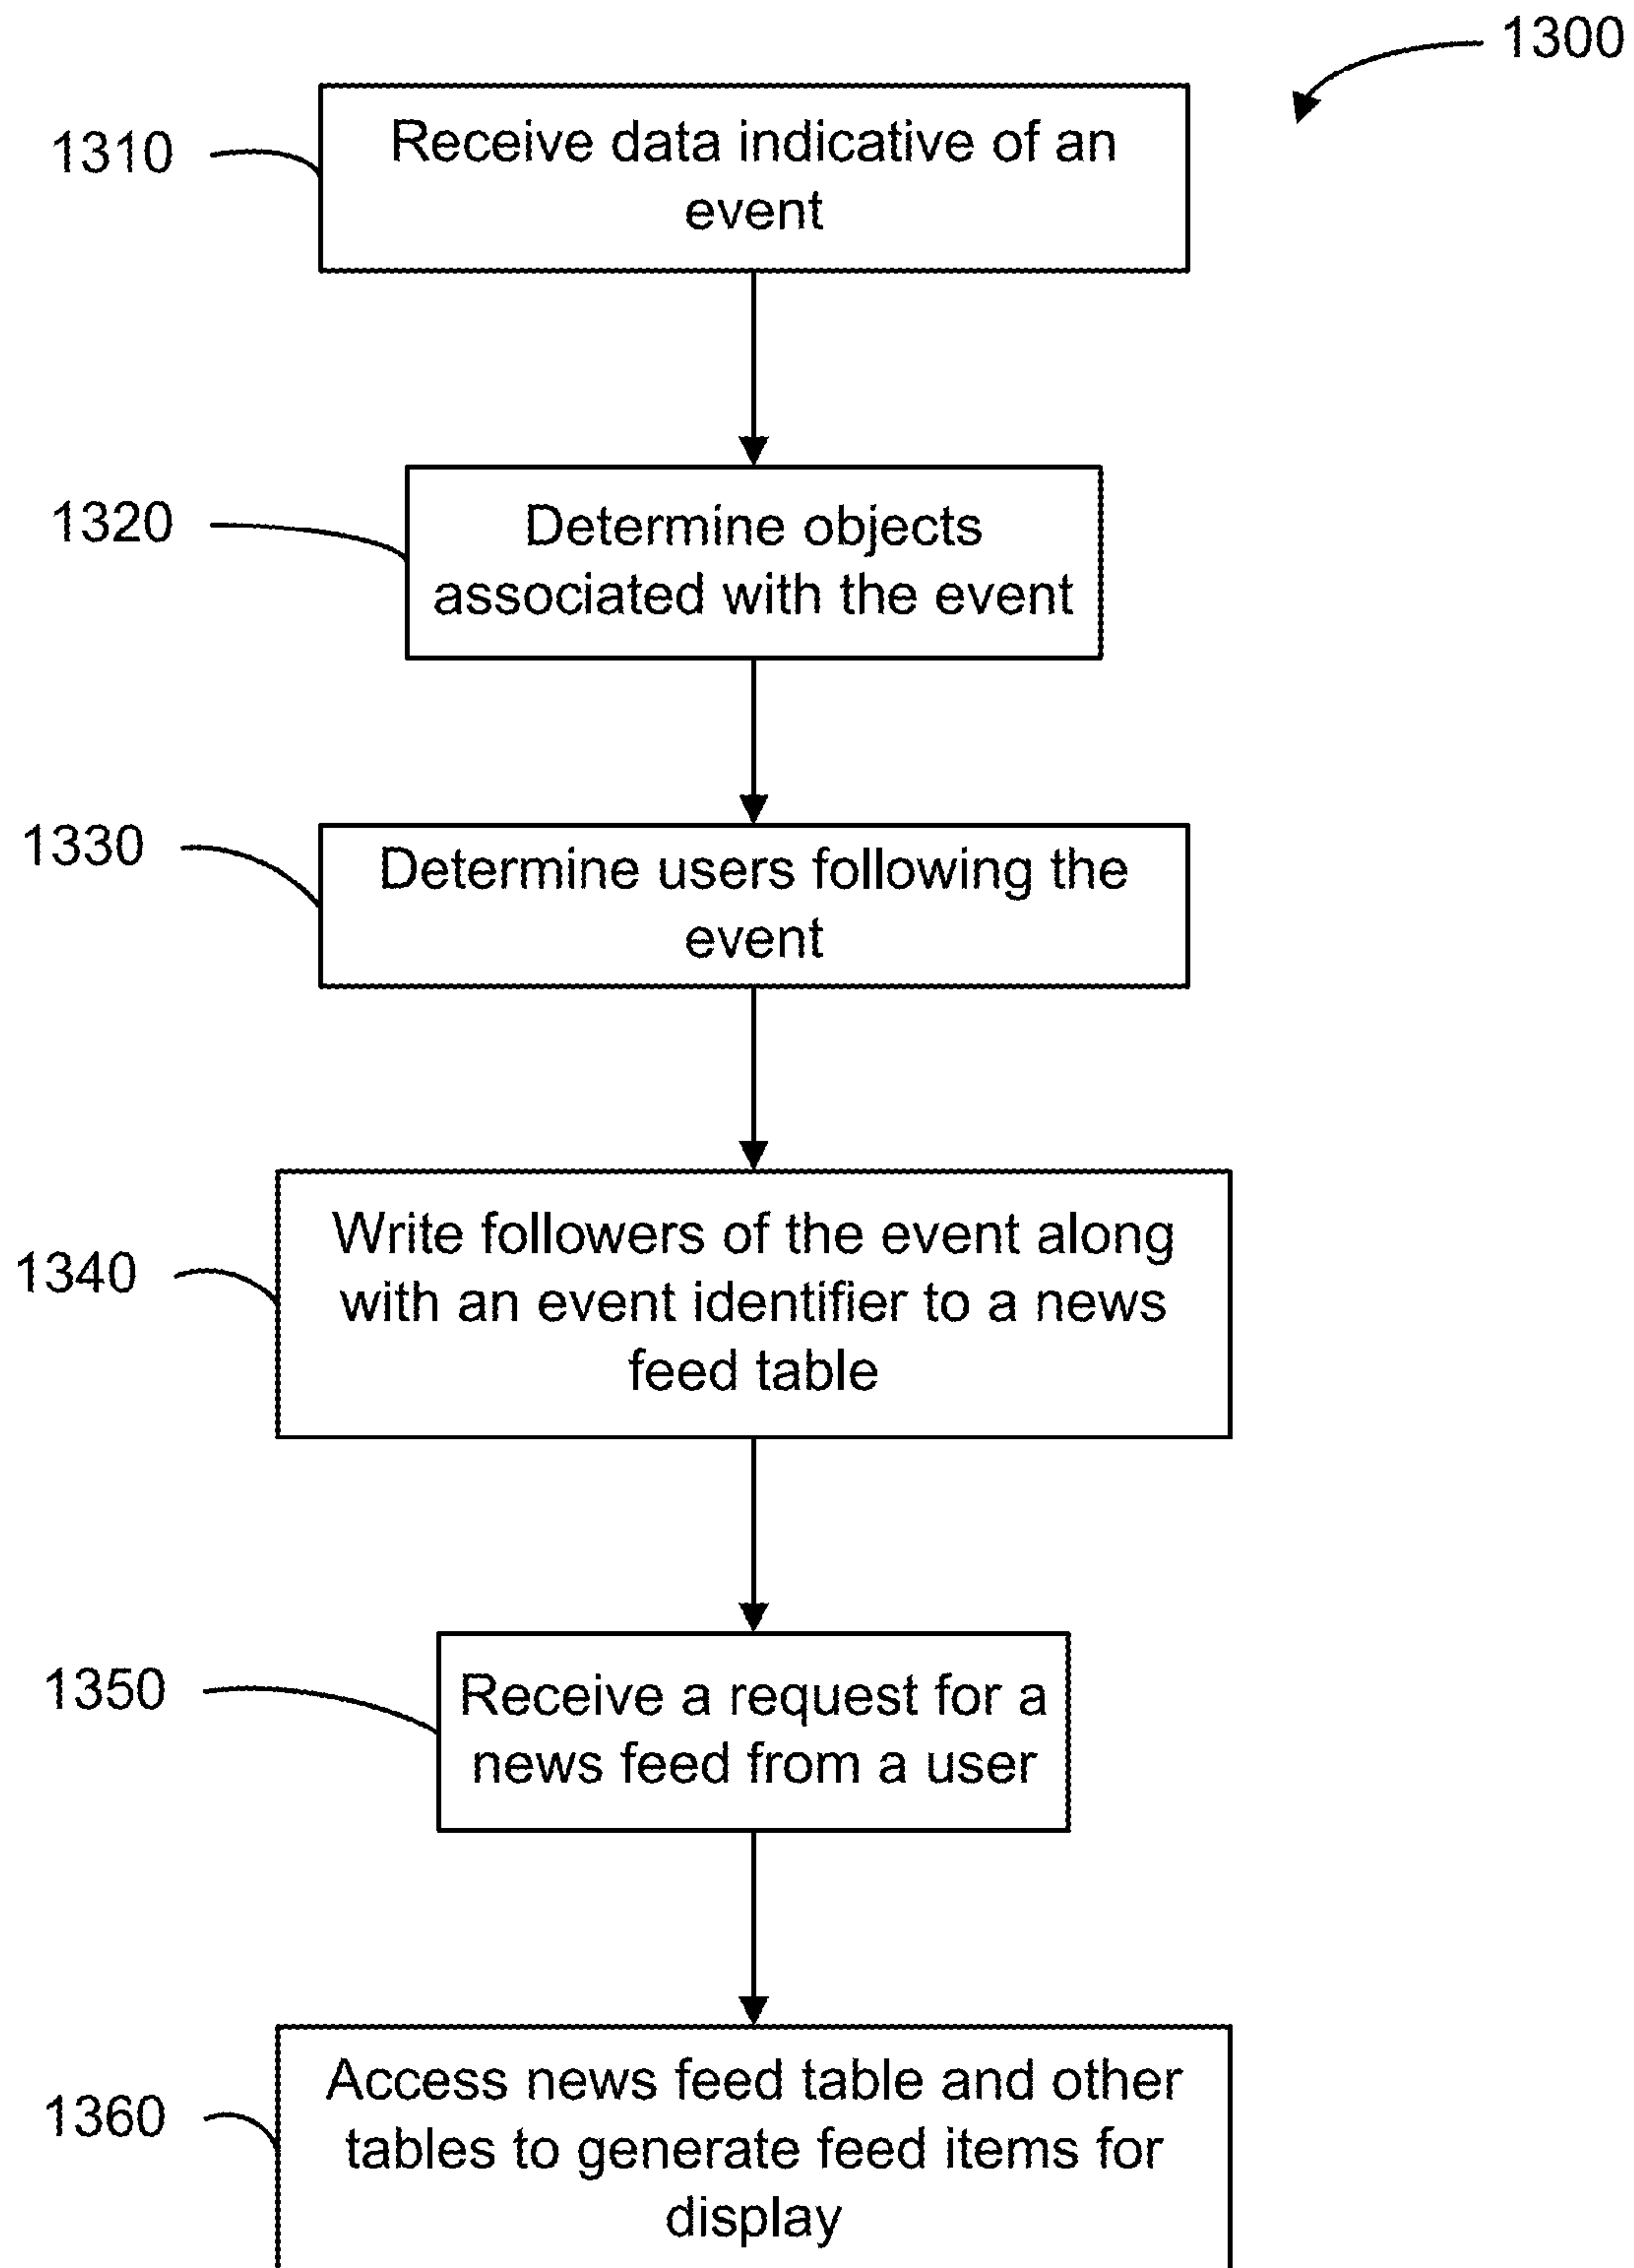 1300
1310
Receive data indicative of an
event
1320
Determine objects
associated with the event
1330
Determine users following the
event
1340
Write followers of the event along
with an event identifier to a news
feed table
1350
Receive a request for a
news feed from a user
1360
Access news feed table and other
tables to generate feed items for
display